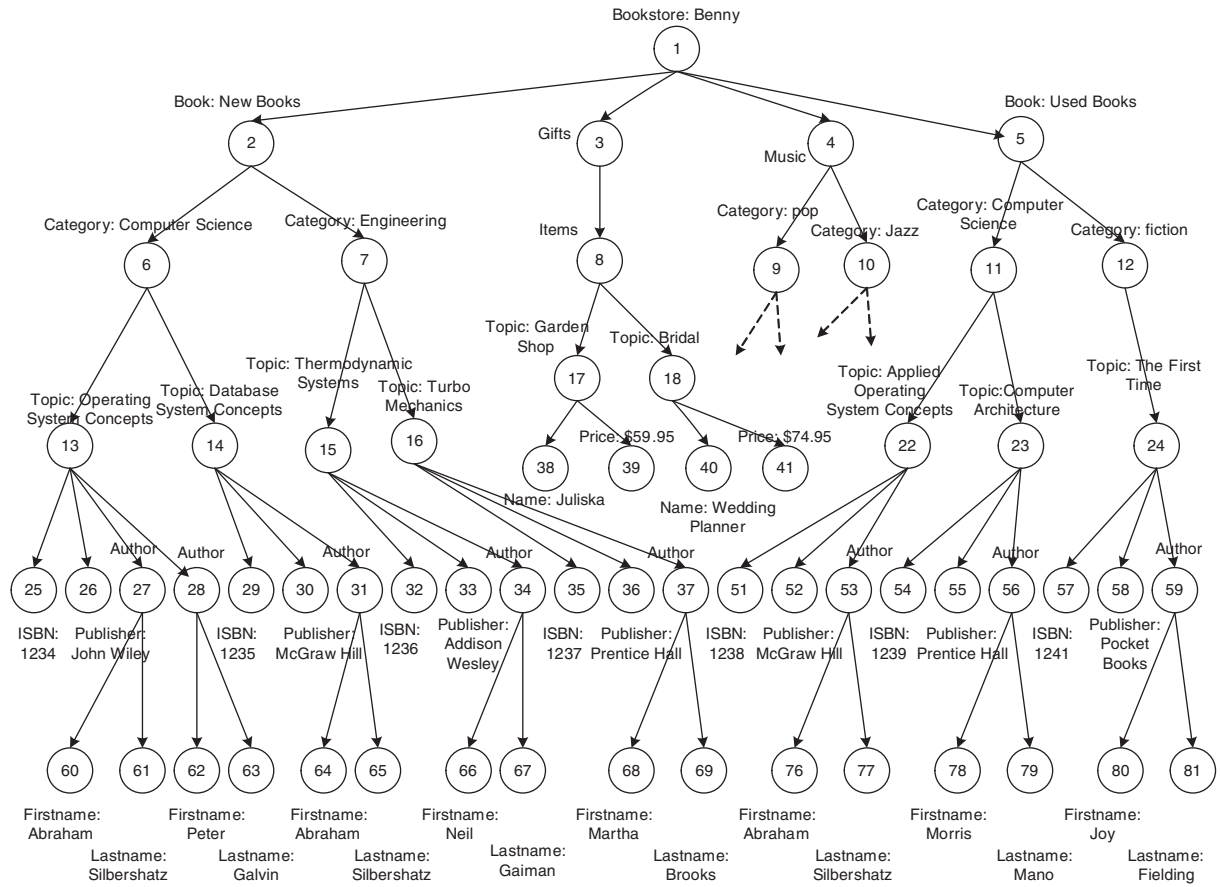 Bookstore: Benny
1
Book: New Books
Book: Used Books
2
Gifts
3
4
Music
5
Category: Computer Science
Category: Engineering
Items
Category: pop
Category: Jazz
Category: Computer
Science
Category: fiction
6
7
8
9
10
11
12
Topic: Operating
System Concepts
Topic: Database
System Concepts
Topic: Thermodynamic
Systems
Topic: Turbo
Mechanics
Topic: Garden
Shop
Topic: Bridal
Topic: Applied
Operating
System Concepts
Topic:Computer
Architecture
Topic: The First
Time
17
18
13
14
15
16
22
23
24
Price: $59.95
Price: $74.95
38
39
40
41
Name: Juliska
Name: Wedding
Planner
Author
Author
Author
Author
Author
Author
Author
Author
25
26
27
28
29
30
31
32
33
34
35
36
37
51
52
53
54
55
56
57
58
59
ISBN:
1234
Publisher:
John Wiley
ISBN:
1235
Publisher:
McGraw Hill
ISBN:
1236
Publisher:
Addison
Wesley
ISBN:
1237
Publisher:
Prentice Hall
ISBN:
1238
Publisher:
McGraw Hill
ISBN:
1239
Publisher:
Prentice Hall
ISBN:
1241
Publisher:
Pocket
Books
60
61
62
63
64
65
66
67
68
69
76
77
78
79
80
81
Firstname:
Abraham
Lastname:
Silbershatz
Firstname:
Peter
Lastname:
Galvin
Firstname:
Abraham
Lastname:
Silbershatz
Firstname:
Neil
Lastname:
Gaiman
Firstname:
Martha
Lastname:
Brooks
Firstname:
Abraham
Lastname:
Silbershatz
Firstname:
Morris
Lastname:
Mano
Firstname:
Joy
Lastname:
Fielding